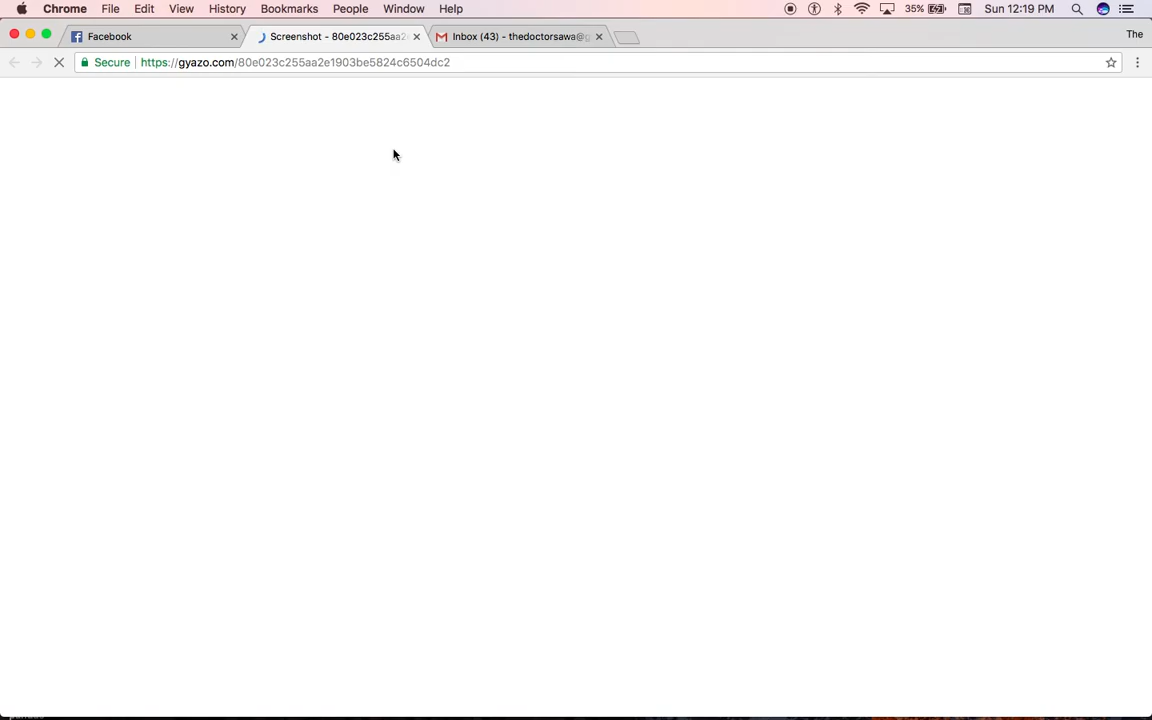 Chrome File Edit View History Bookmarks People Window Help 35% Sun 12:19 PM
Facebook Screenshot - 80e023c255aa2 Inbox (43) - thedoctorsawa@g The
Secure https://gyazo.com/80e023c255aa2e1903be5824c6504dc2